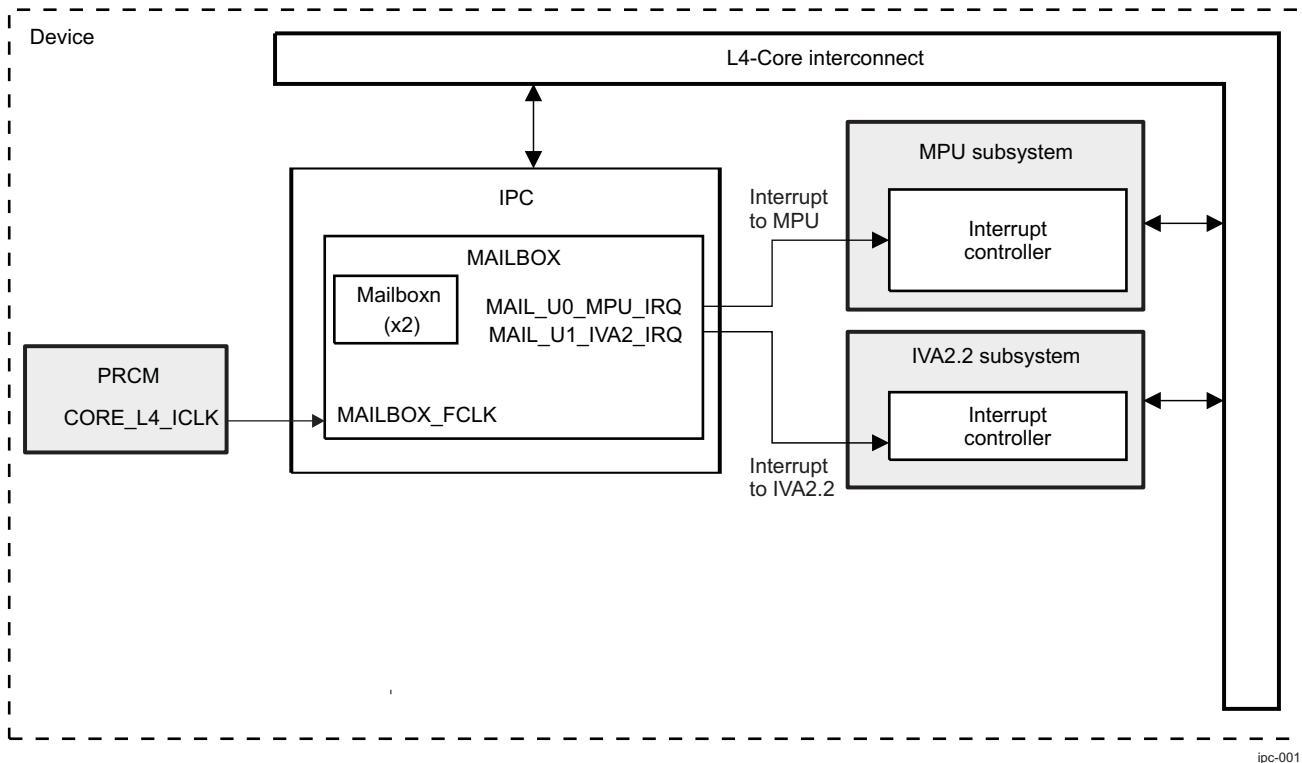 Device
L4-Core interconnect
MPU subsystem
Interrupt
controller
IPC
Interrupt
to MPU
MAILBOX
Mailboxn
(x2)
MAIL_U0_MPU_IRQ
MAIL_U1_IVA2_IRQ
IVA2.2 subsystem
Interrupt
controller
PRCM
CORE_L4_ICLK
MAILBOX_FCLK
Interrupt
to IVA2.2
ipc-001